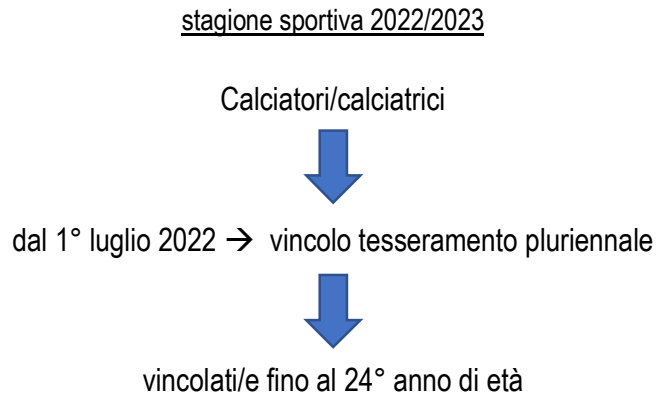 stagione sportiva 2022/2023
Calciatori/calciatrici
dal 1° luglio 2022 → vincolo tesseramento pluriennale
vincolati/e fino al 24° anno di età